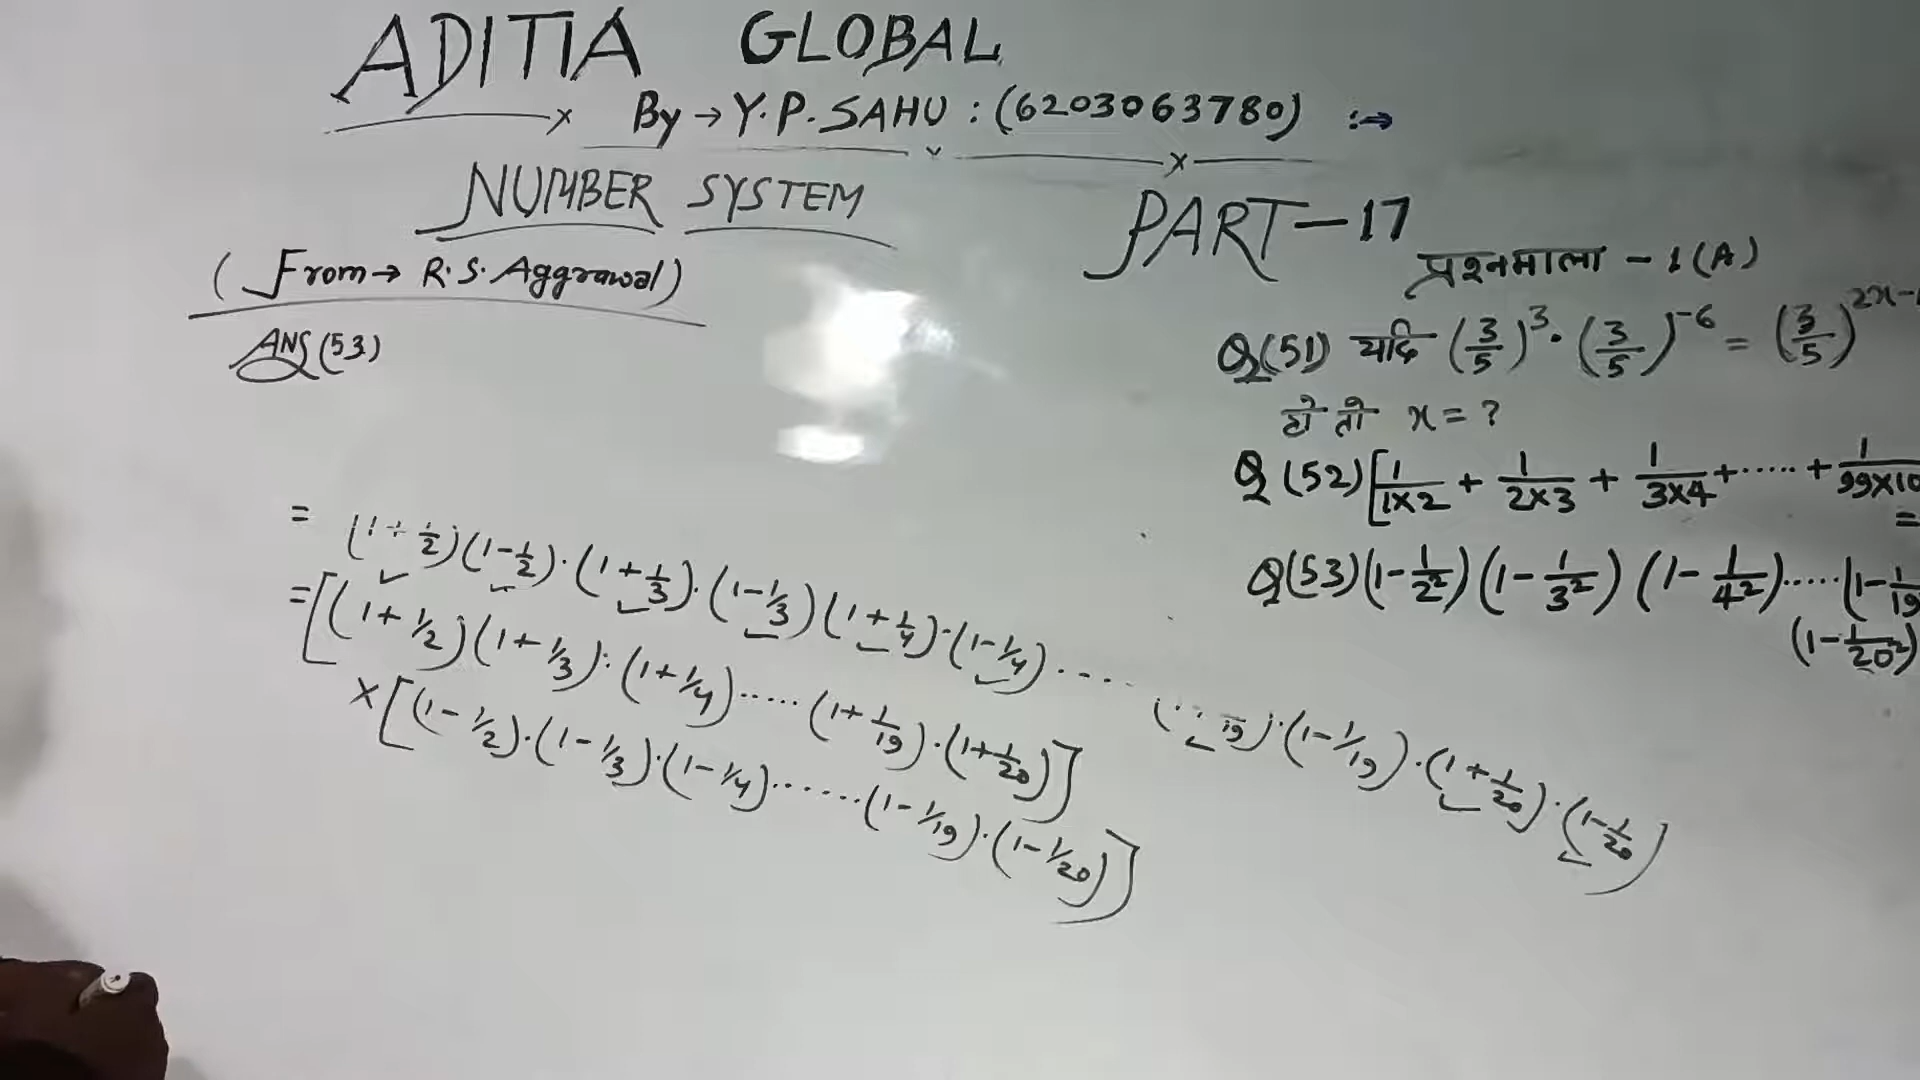 ADITIA GLOBAL
By → Y.P. SAHU : (6203063780) :⇒
NUMBER SYSTEM
PART-17
(From → R.S. Aggrawal)
प्रश्नमाला - 1(A)
ANS (53)
Q(51) यदि (3/5)^3 · (3/5)^-6 = (3/5)^2x-
हो तो x = ?
Q(52) [1/1×2 + 1/2×3 + 1/3×4 + ..... + 1/99×10
=
Q(53) (1-1/2²) (1-1/3²) (1-1/4²) ..... (1-1/19
(1-1/20²)
= (1+1/2)(1-1/2)·(1+1/3)·(1-1/3)(1+1/4)·(1-1/4).....( 19)·(1-1/19)·(1+1/20)·(1-1/20)
= [(1+1/2)(1+1/3)·(1+1/4).....(1+1/19)·(1+1/20)]
× [(1-1/2)·(1-1/3)·(1-1/4).......(1-1/19)·(1-1/20)]